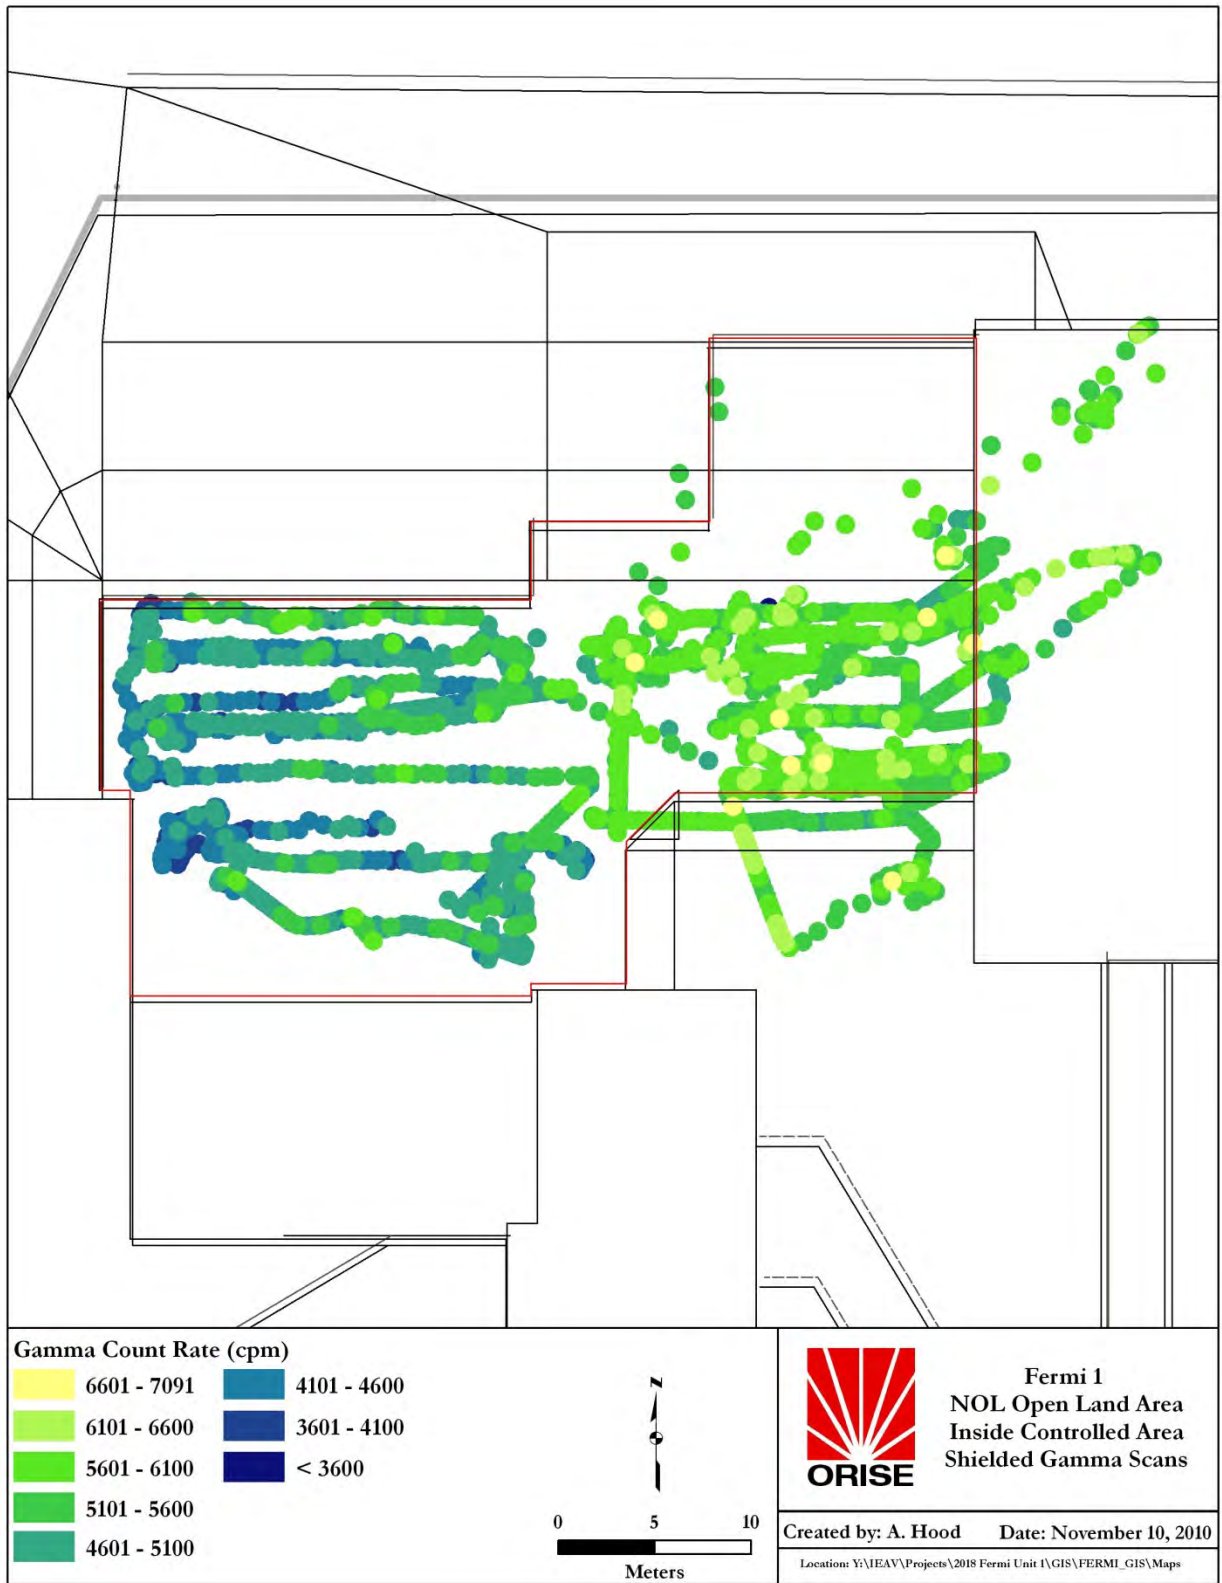 Gamma Count Rate (cpm)
6601 - 7091
6101 - 6600
5601 - 6100
5101 - 5600
4601 - 5100
4101 - 4600
3601 - 4100
< 3600
N
0 5 10
Meters
ORISE
Fermi 1
NOL Open Land Area
Inside Controlled Area
Shielded Gamma Scans
Created by: A. Hood Date: November 10, 2010
Location: Y:\IEAV\Projects\2018 Fermi Unit 1\GIS\FERMI_GIS\Maps